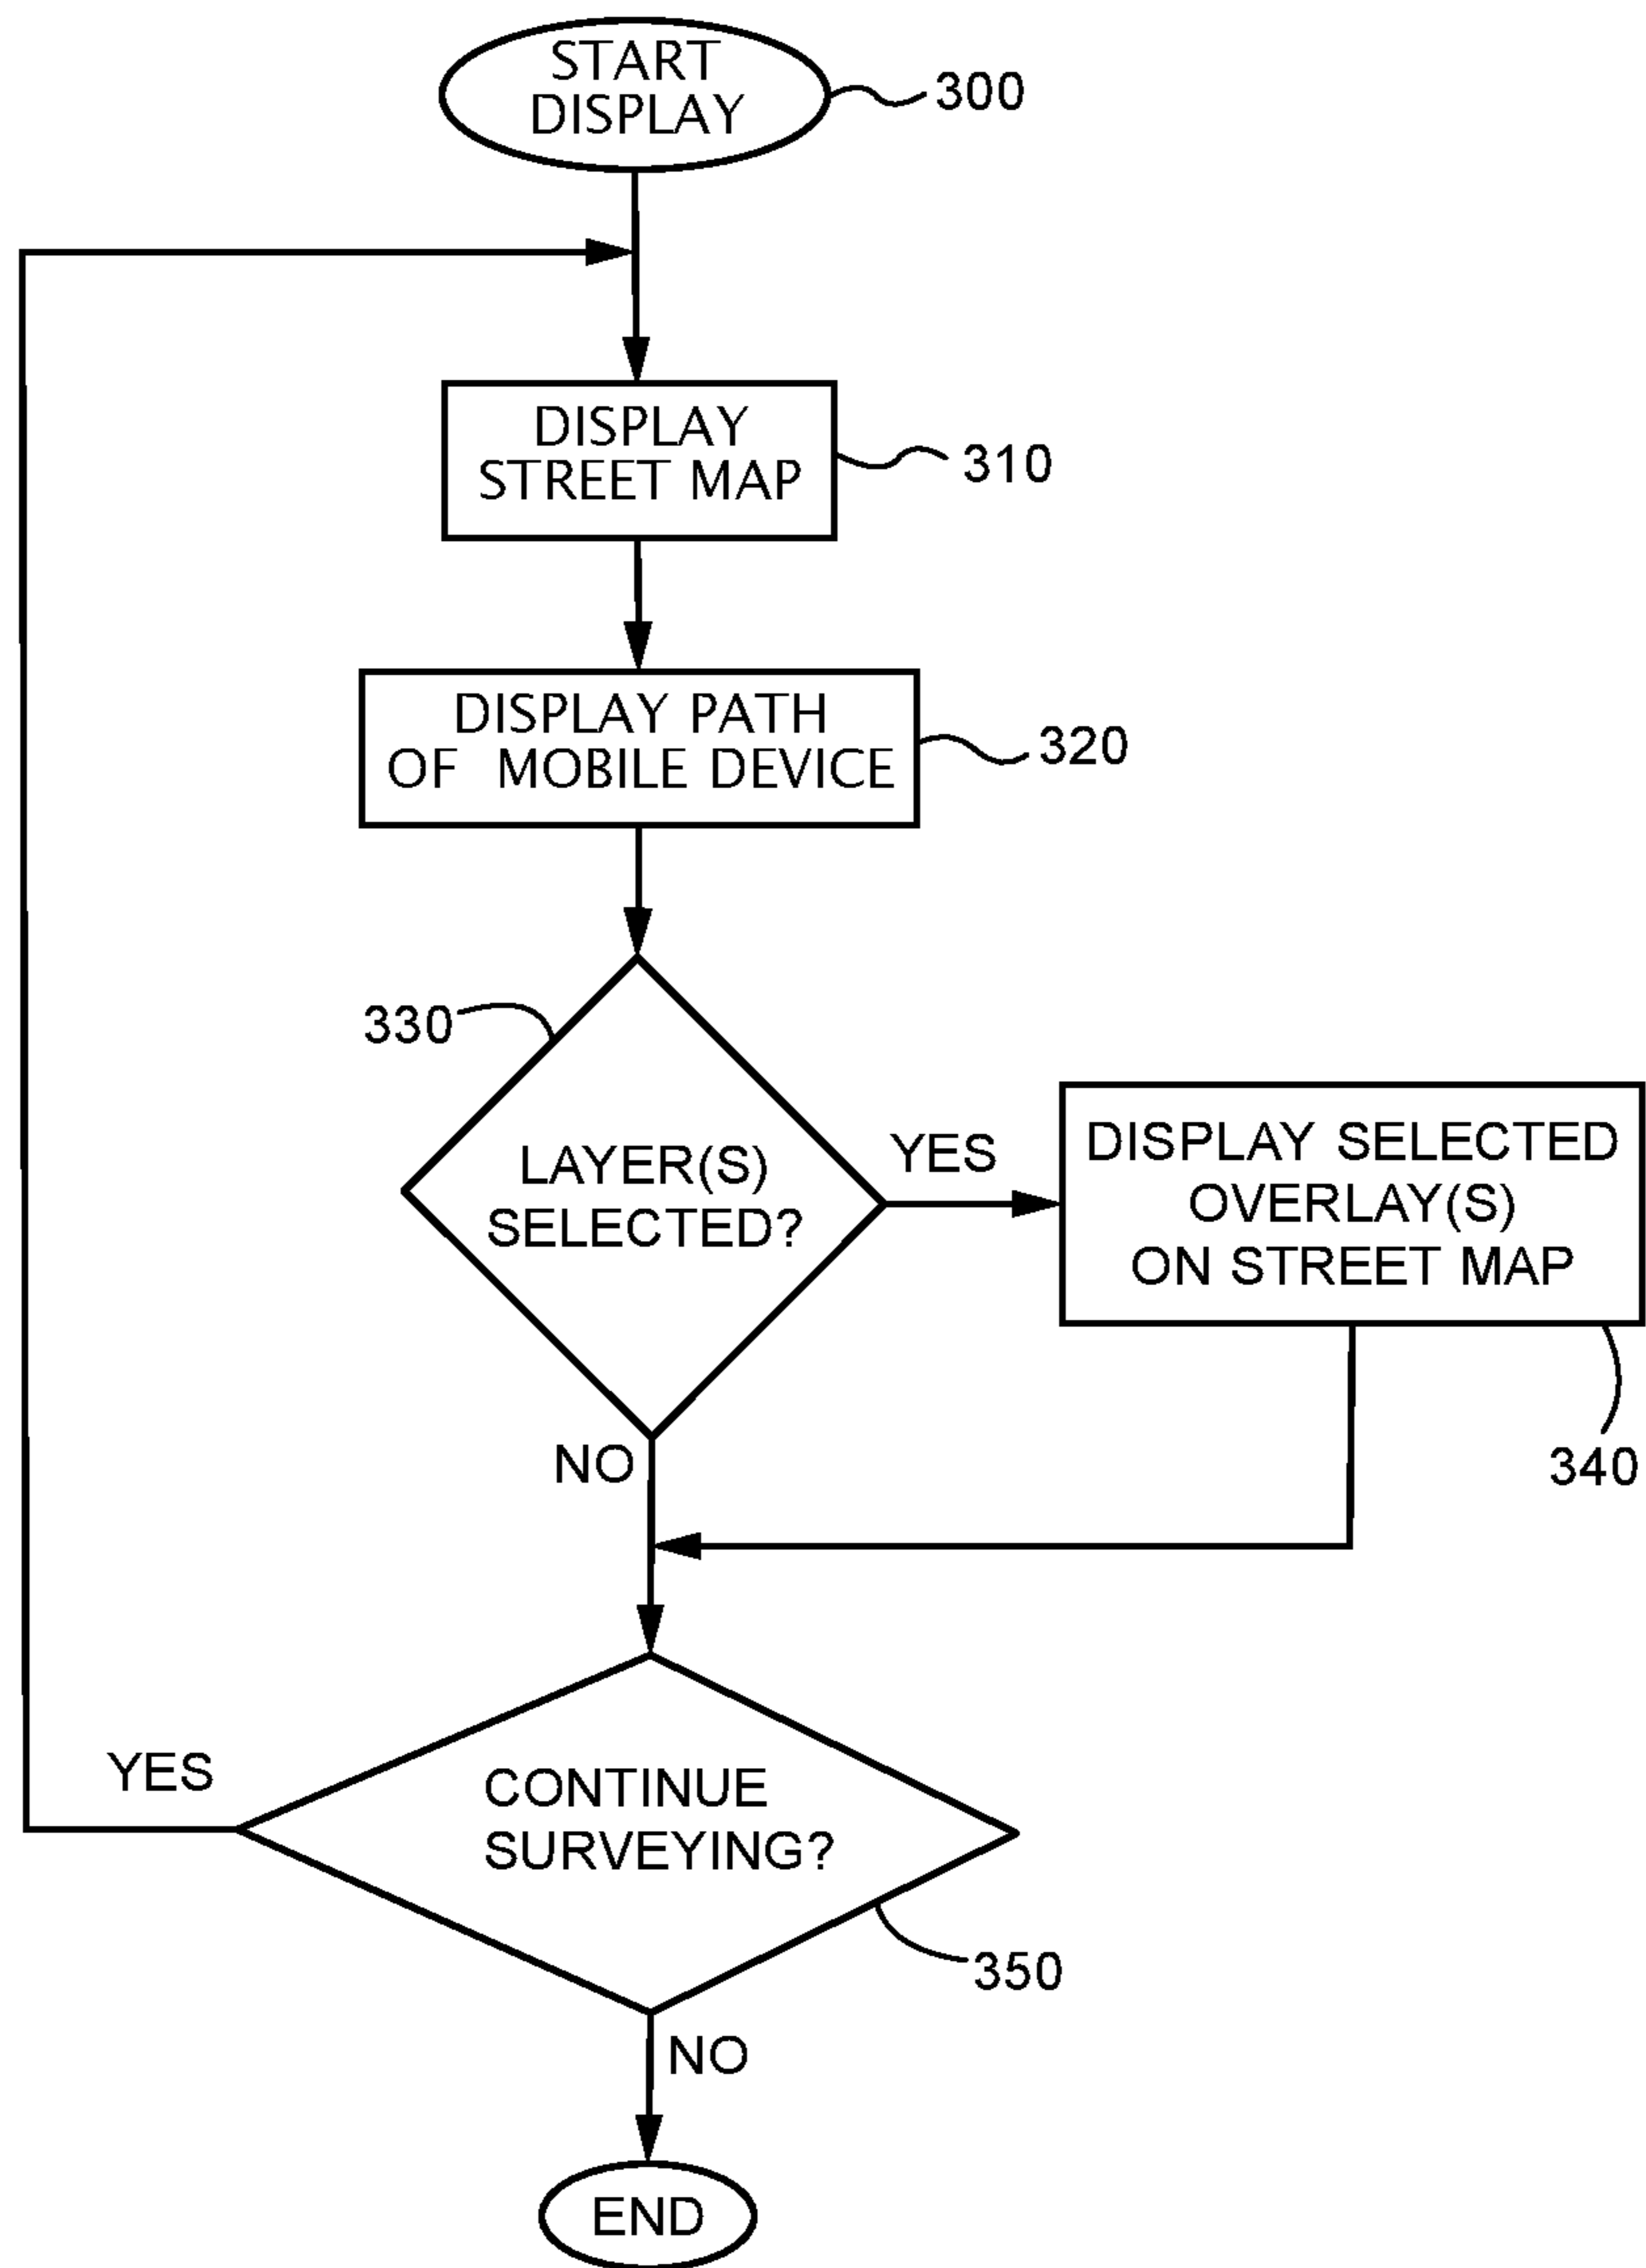 START
DISPLAY
300
DISPLAY
STREET MAP
310
DISPLAY PATH
OF MOBILE DEVICE
320
330
LAYER(S)
SELECTED?
YES
DISPLAY SELECTED
OVERLAY(S)
ON STREET MAP
340
NO
YES
CONTINUE
SURVEYING?
350
NO
END